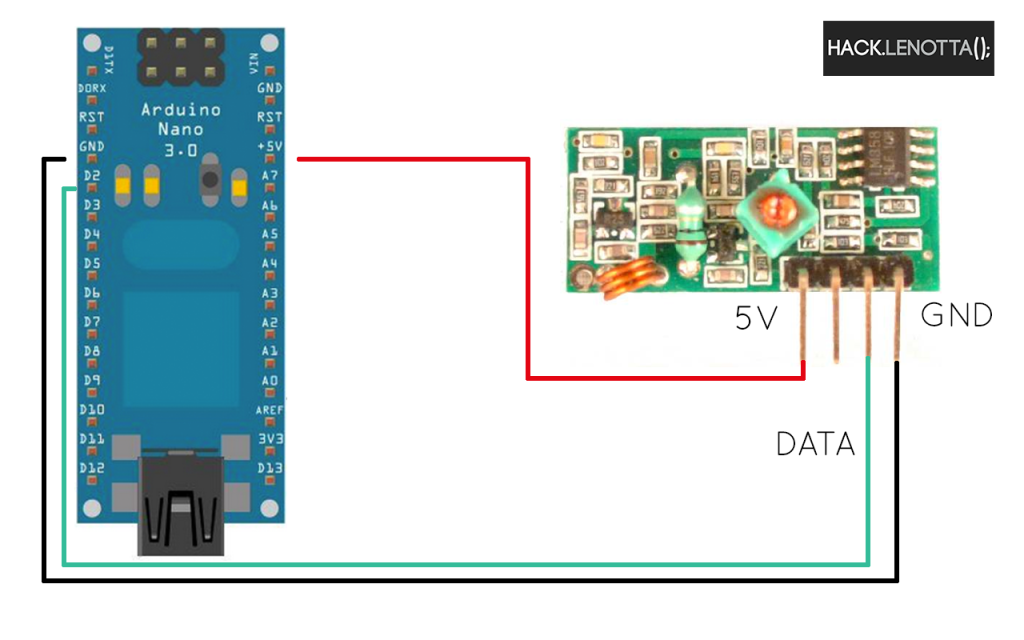 HACK.LENOTTA();
D1TX
VIN
D0RX
GND
RST
RST
Arduino
Nano
3.0
GND
+5V
D2
A7
D3
A6
D4
A5
D5
A4
D6
A3
D7
A2
D8
A1
D9
A0
D10
AREF
D11
3V3
D12
D13
LM358
5V
GND
DATA